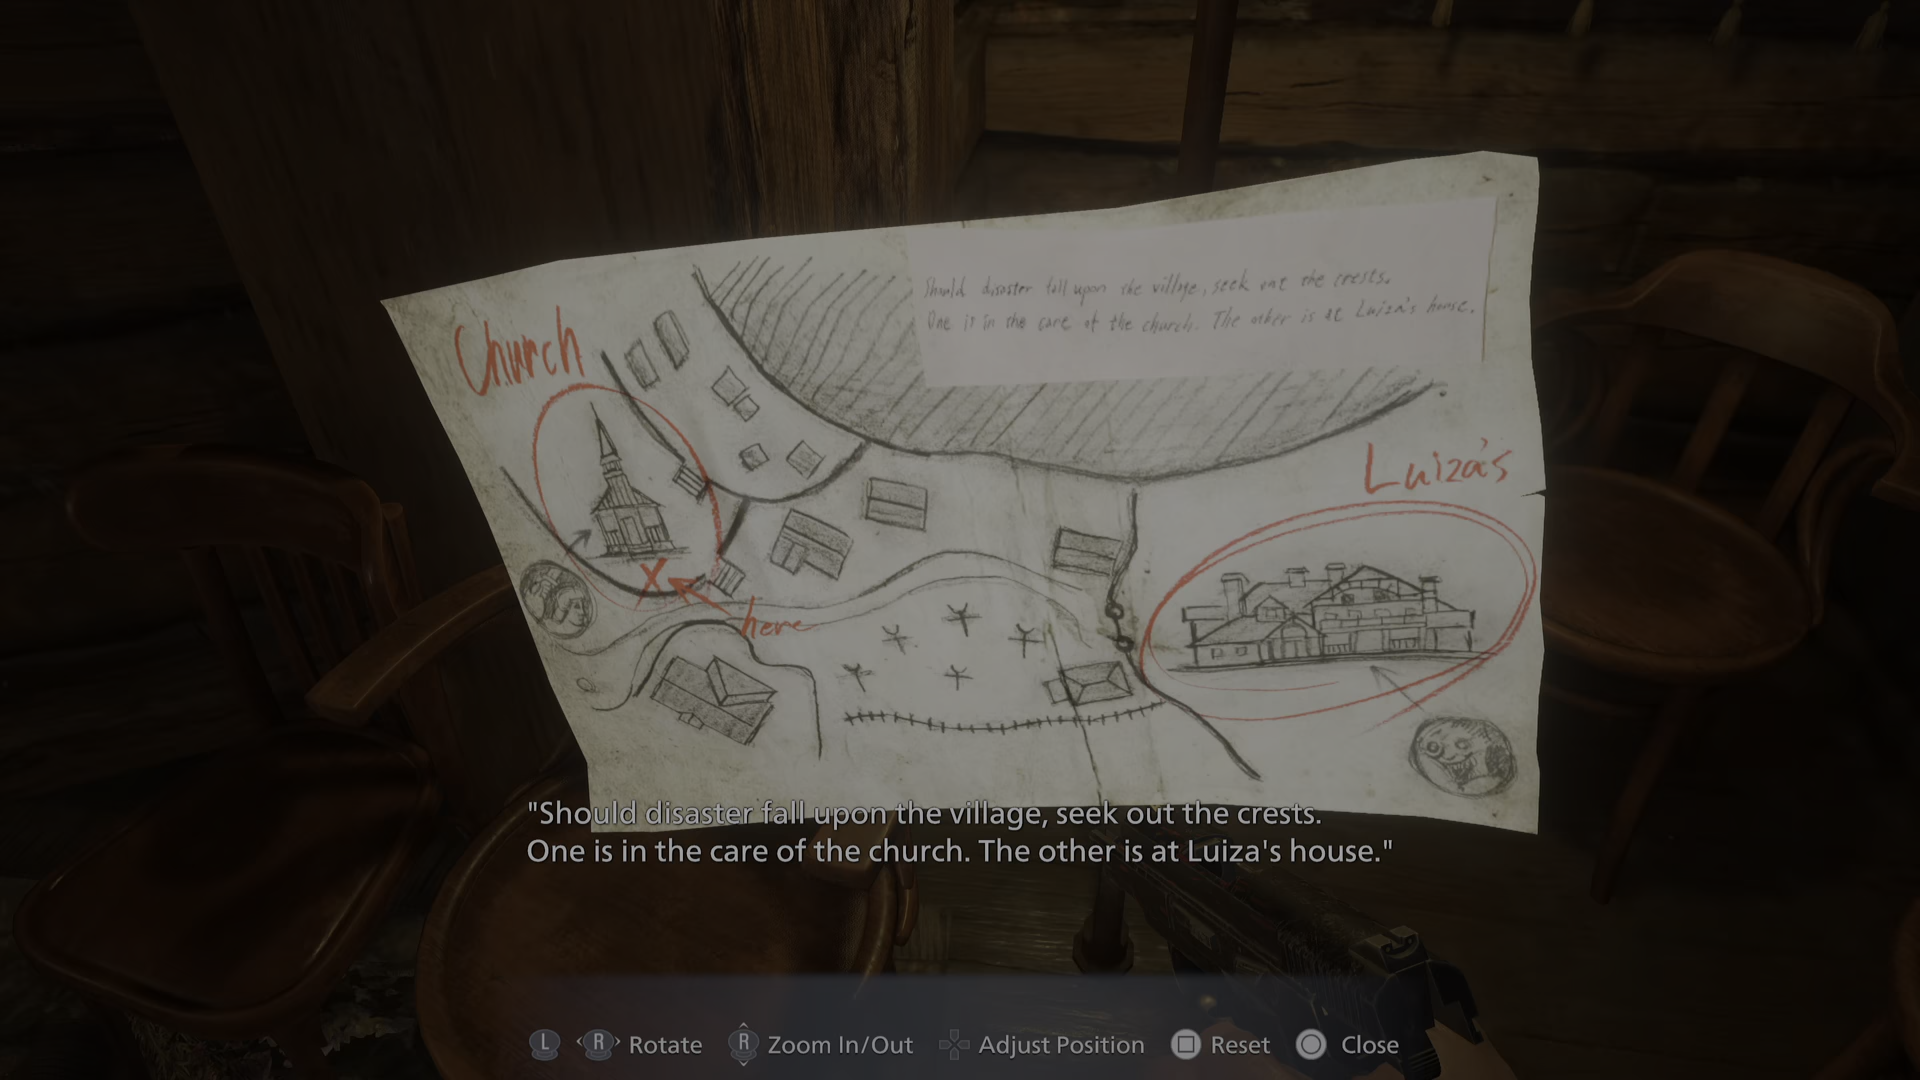 Should disaster fall upon the village, seek out the crests.
One is in the care of the church. The other is at Luiza's house.
Church
Luiza's
X
here
"Should disaster fall upon the village, seek out the crests.
One is in the care of the church. The other is at Luiza's house."
L R Rotate R Zoom In/Out Adjust Position Reset Close